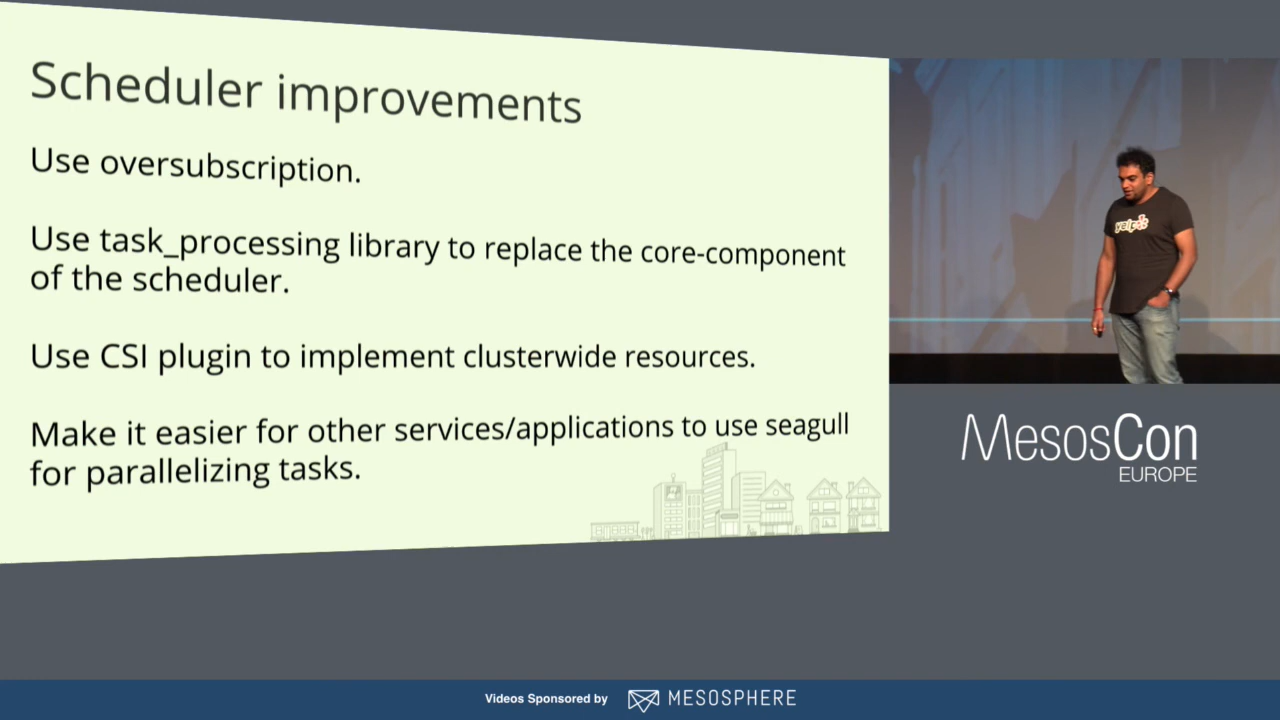 Scheduler improvements
Use oversubscription.
Use task_processing library to replace the core-component
of the scheduler.
Use CSI plugin to implement clusterwide resources.
Make it easier for other services/applications to use seagull
for parallelizing tasks.
yelp
MesosCon
EUROPE
Videos Sponsored by
MESOSPHERE